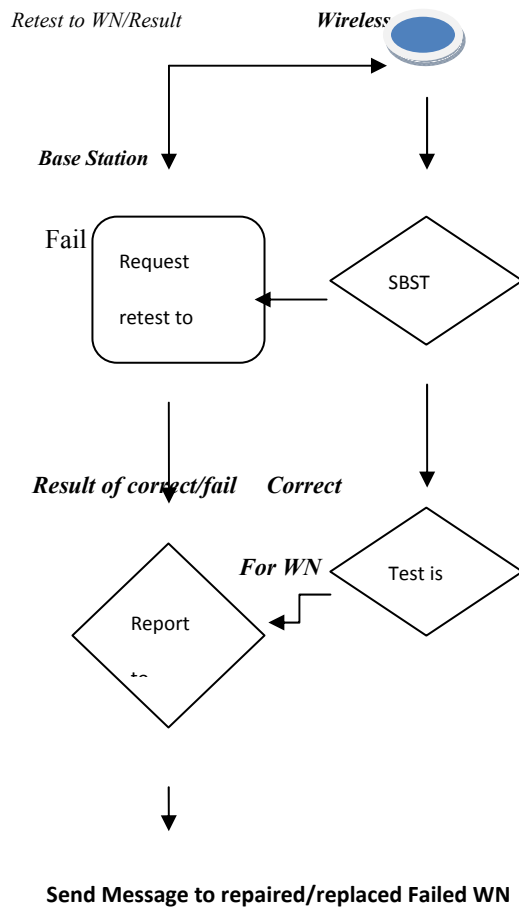 Retest to WN/Result
Wireless
Base Station
Fail
Request
retest to
SBST
Result of correct/fail
Correct
For WN
Test is
Report
to
Send Message to repaired/replaced Failed WN